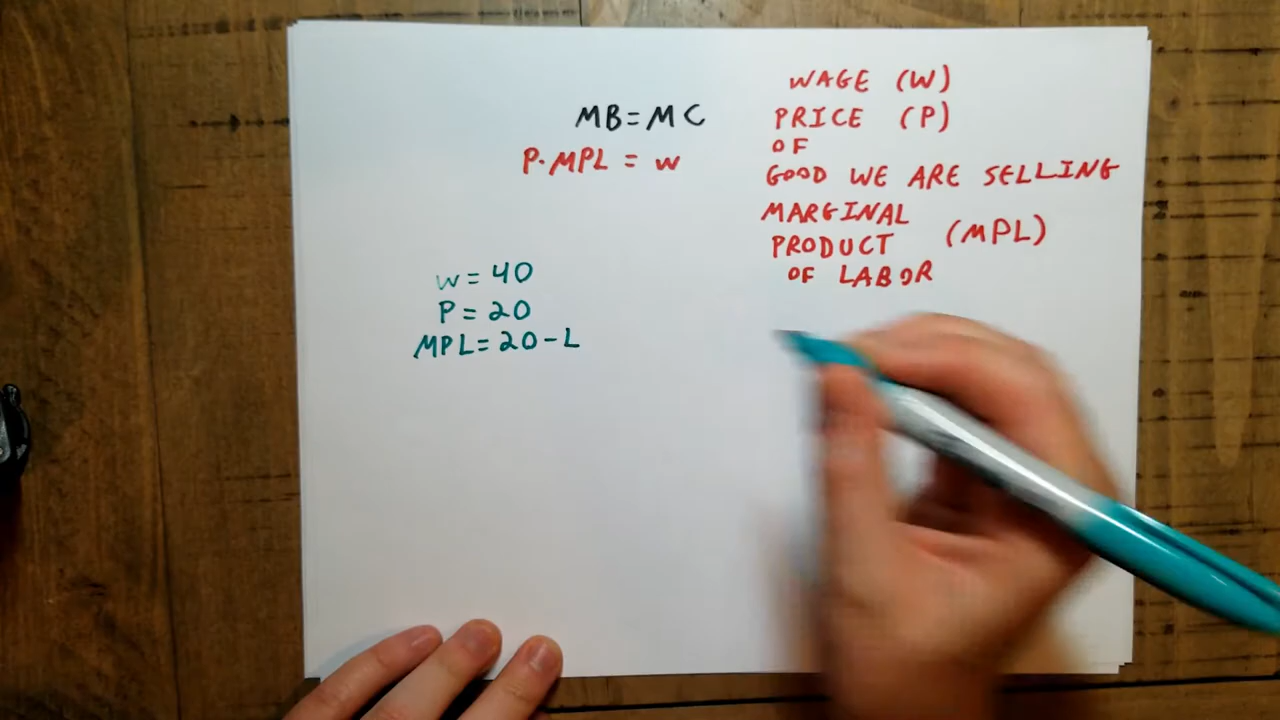 MB = MC
P. MPL = W
WAGE (W)
PRICE (P)
OF
GOOD WE ARE SELLING
MARGINAL
PRODUCT (MPL)
OF LABOR
W = 40
P = 20
MPL = 20 - L